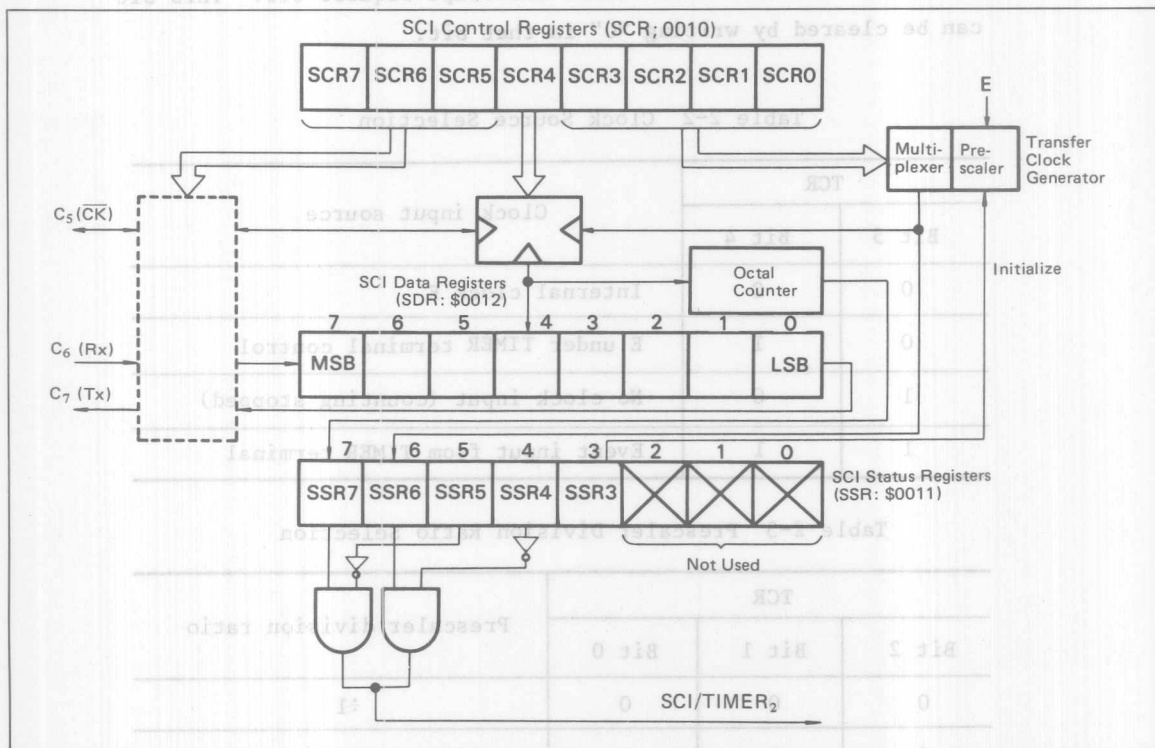 can be cleared by
SCI Control Registers (SCR; 0010)
SCR7 SCR6 SCR5 SCR4 SCR3 SCR2 SCR1 SCR0
Table 2-2 Clock Source Selection
E
Multi-plexer
Pre-scaler
Transfer Clock Generator
TCR
Clock input source
Bit 5 Bit 4
C5 (CK)
SCI Data Registers
(SDR: $0012)
Octal Counter
Initialize
0 Internal
7 6 5 4 3 2 1 0
MSB LSB
0 1 E under TIMER terminal control
C6 (Rx)
C7 (Tx)
1 0 No clock input (counting stopped)
7 6 5 4 3 2 1 0
1 1 Event input from TIMER terminal
SSR7 SSR6 SSR5 SSR4 SSR3
SCI Status Registers
(SSR: $0011)
Table 2-3 Prescaler Division Ratio Selection
Not Used
TCR
Prescaler division ratio
Bit 2 Bit 1 Bit 0
SCI/TIMER2
0 0 0 ÷1